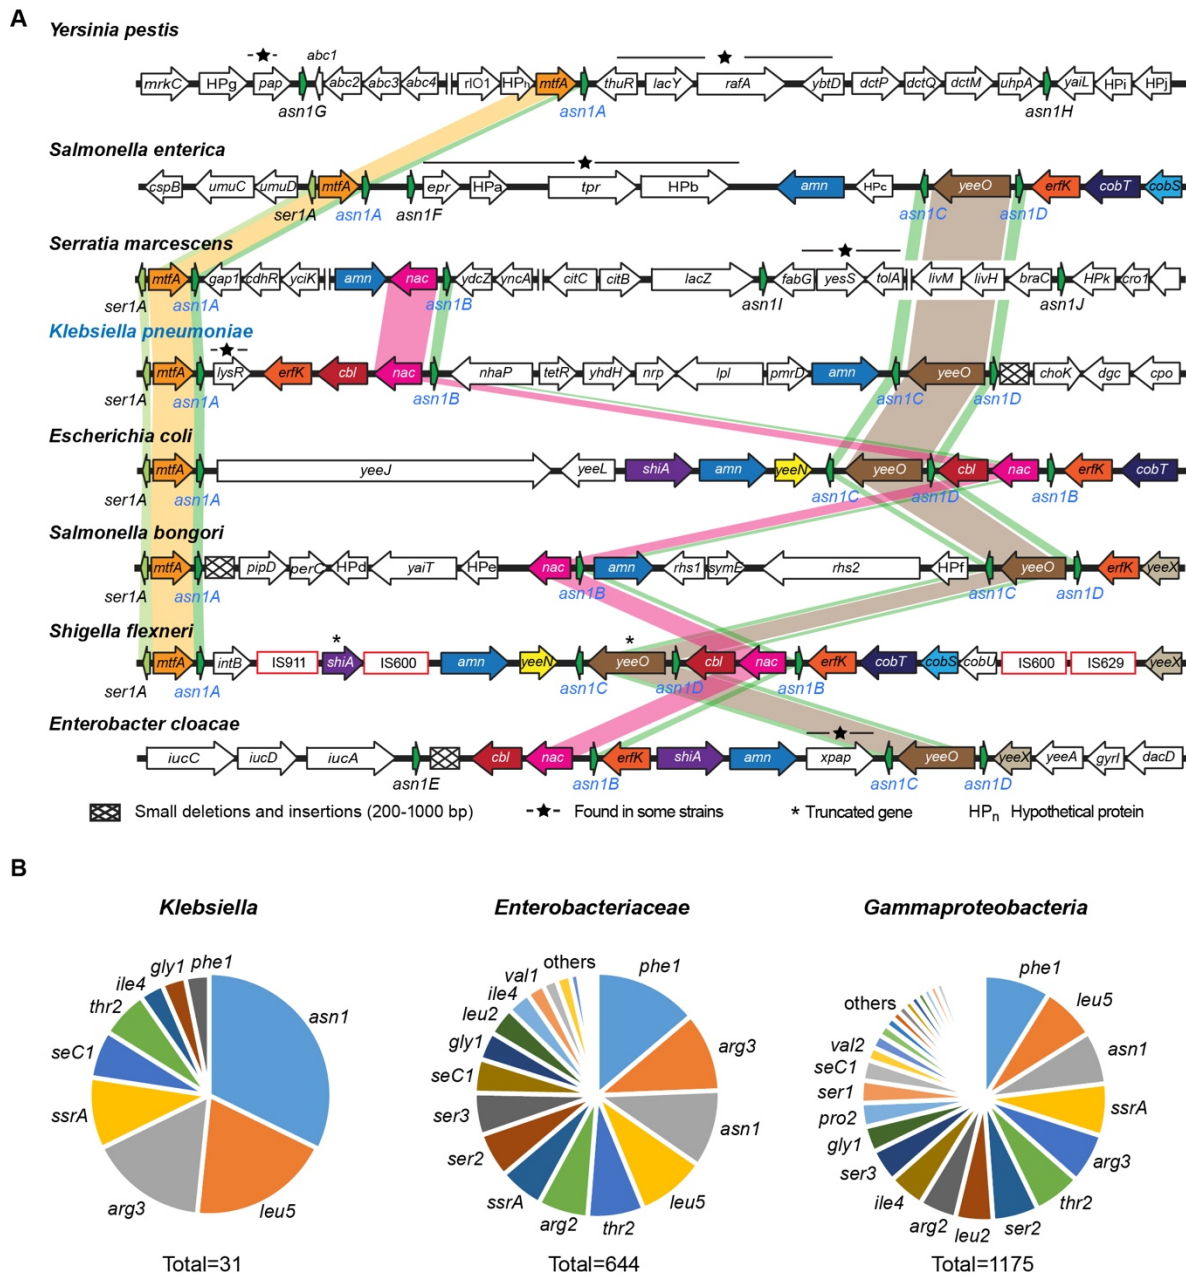 A
Yersinia pestis
abc1
mrkC HPg pap abc2 abc3 abc4 rlO1 HPh mtfA thuR lacY rafA ybtD dctP dctQ dctM uhpA yaiL HPi HPj
asn1G asn1A asn1H
Salmonella enterica
cspB umuC umuD mtfA epr HPa tpr HPb amn HPc yeeO erfK cobT cobS
ser1A asn1A asn1F asn1C asn1D
Serratia marcescens
mtfA gap1 cdhR yciK amn nac ydcZ yncA citC citB lacZ fabG yesS tolA livM livH braC HPk cro1
ser1A asn1A asn1B asn1I asn1J
Klebsiella pneumoniae
mtfA lysR erfK cbl nac nhaP tetR yhdH nrp lpl pmrD amn yeeO choK dgc cpo
ser1A asn1A asn1B asn1C asn1D
Escherichia coli
mtfA yeeJ yeeL shiA amn yeeN yeeO cbl nac erfK cobT
ser1A asn1A asn1C asn1D asn1B
Salmonella bongori
mtfA pipD perC HPd yaiT HPe nac amn rhs1 symE rhs2 HPf yeeO erfK yeeX
ser1A asn1A asn1B asn1C asn1D
Shigella flexneri
* *
mtfA intB IS911 shiA IS600 amn yeeN yeeO cbl nac erfK cobT cobS cobU IS600 IS629 yeeX
ser1A asn1A asn1C asn1D asn1B
Enterobacter cloacae
iucC iucD iucA cbl nac erfK shiA amn xpap yeeO yeeX yeeA gyrI dacD
asn1E asn1B asn1C asn1D
Small deletions and insertions (200-1000 bp) Found in some strains * Truncated gene HPn Hypothetical protein
B
Klebsiella
phe1
gly1
ile4
thr2
seC1
ssrA
arg3
leu5
asn1
Total=31
Enterobacteriaceae
others
val1
ile4
leu2
gly1
seC1
ser3
ser2
ssrA
arg2
thr2
leu5
asn1
arg3
phe1
Total=644
Gammaproteobacteria
others
val2
seC1
ser1
pro2
gly1
ser3
ile4
arg2
leu2
ser2
thr2
arg3
ssrA
asn1
leu5
phe1
Total=1175